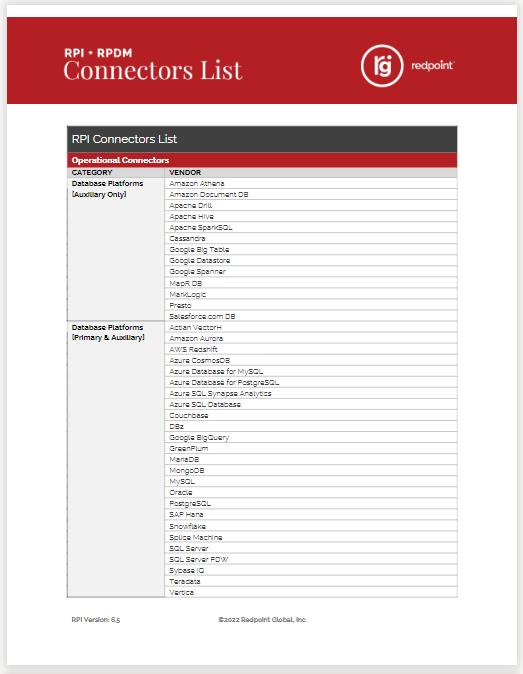 RPI + RPDM
Connectors List
rg redpoint
RPI Connectors List
Operational Connectors
CATEGORY VENDOR
Database Platforms Amazon Athena
[Auxiliary Only] Amazon Document DB
Apache Drill
Apache Hive
Apache SparkSQL
Cassandra
Google Big Table
Google Datastore
Google Spanner
MapR DB
MarkLogic
Presto
Salesforce.com DB
Database Platforms Actian VectorH
[Primary & Auxiliary] Amazon Aurora
AWS Redshift
Azure CosmosDB
Azure Database for MySQL
Azure Database for PostgreSQL
Azure SQL Synapse Analytics
Azure SQL Database
Couchbase
DB2
Google BigQuery
GreenPlum
MariaDB
MongoDB
MySQL
Oracle
PostgreSQL
SAP Hana
Snowflake
Splice Machine
SQL Server
SQL Server PDW
Sybase IQ
Teradata
Vertica
RPI Version: 6.5 ©2022 Redpoint Global, Inc